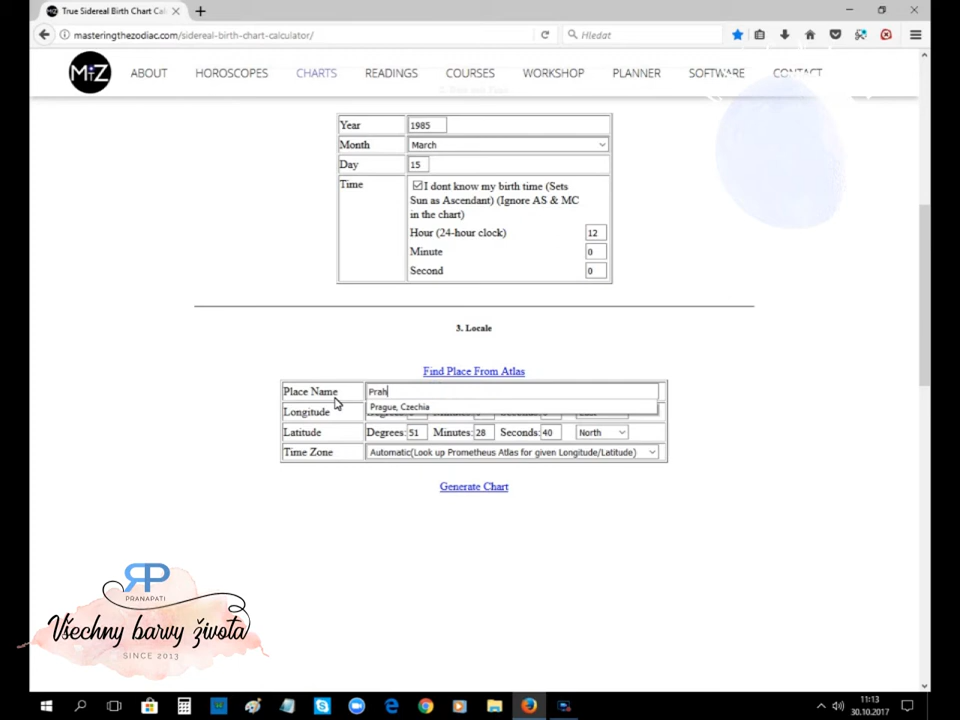 True Sidereal Birth Chart Cal
masteringthezodiac.com/sidereal-birth-chart-calculator/
Hledat
MiZ
ABOUT
HOROSCOPES
CHARTS
READINGS
COURSES
WORKSHOP
PLANNER
SOFTWARE
CONTACT
Year
1985
Month
March
Day
15
Time
I dont know my birth time (Sets
Sun as Ascendant) (Ignore AS & MC
in the chart)
Hour (24-hour clock)
12
Minute
0
Second
0
3. Locale
Find Place From Atlas
Place Name
Prah
Prague, Czechia
Longitude
Latitude
Degrees: 51 Minutes: 28 Seconds: 40 North
Time Zone
Automatic(Look up Prometheus Atlas for given Longitude/Latitude)
Generate Chart
RP
PRANAPATI
Všechny barvy života
SINCE 2013
11:13
30.10.2017